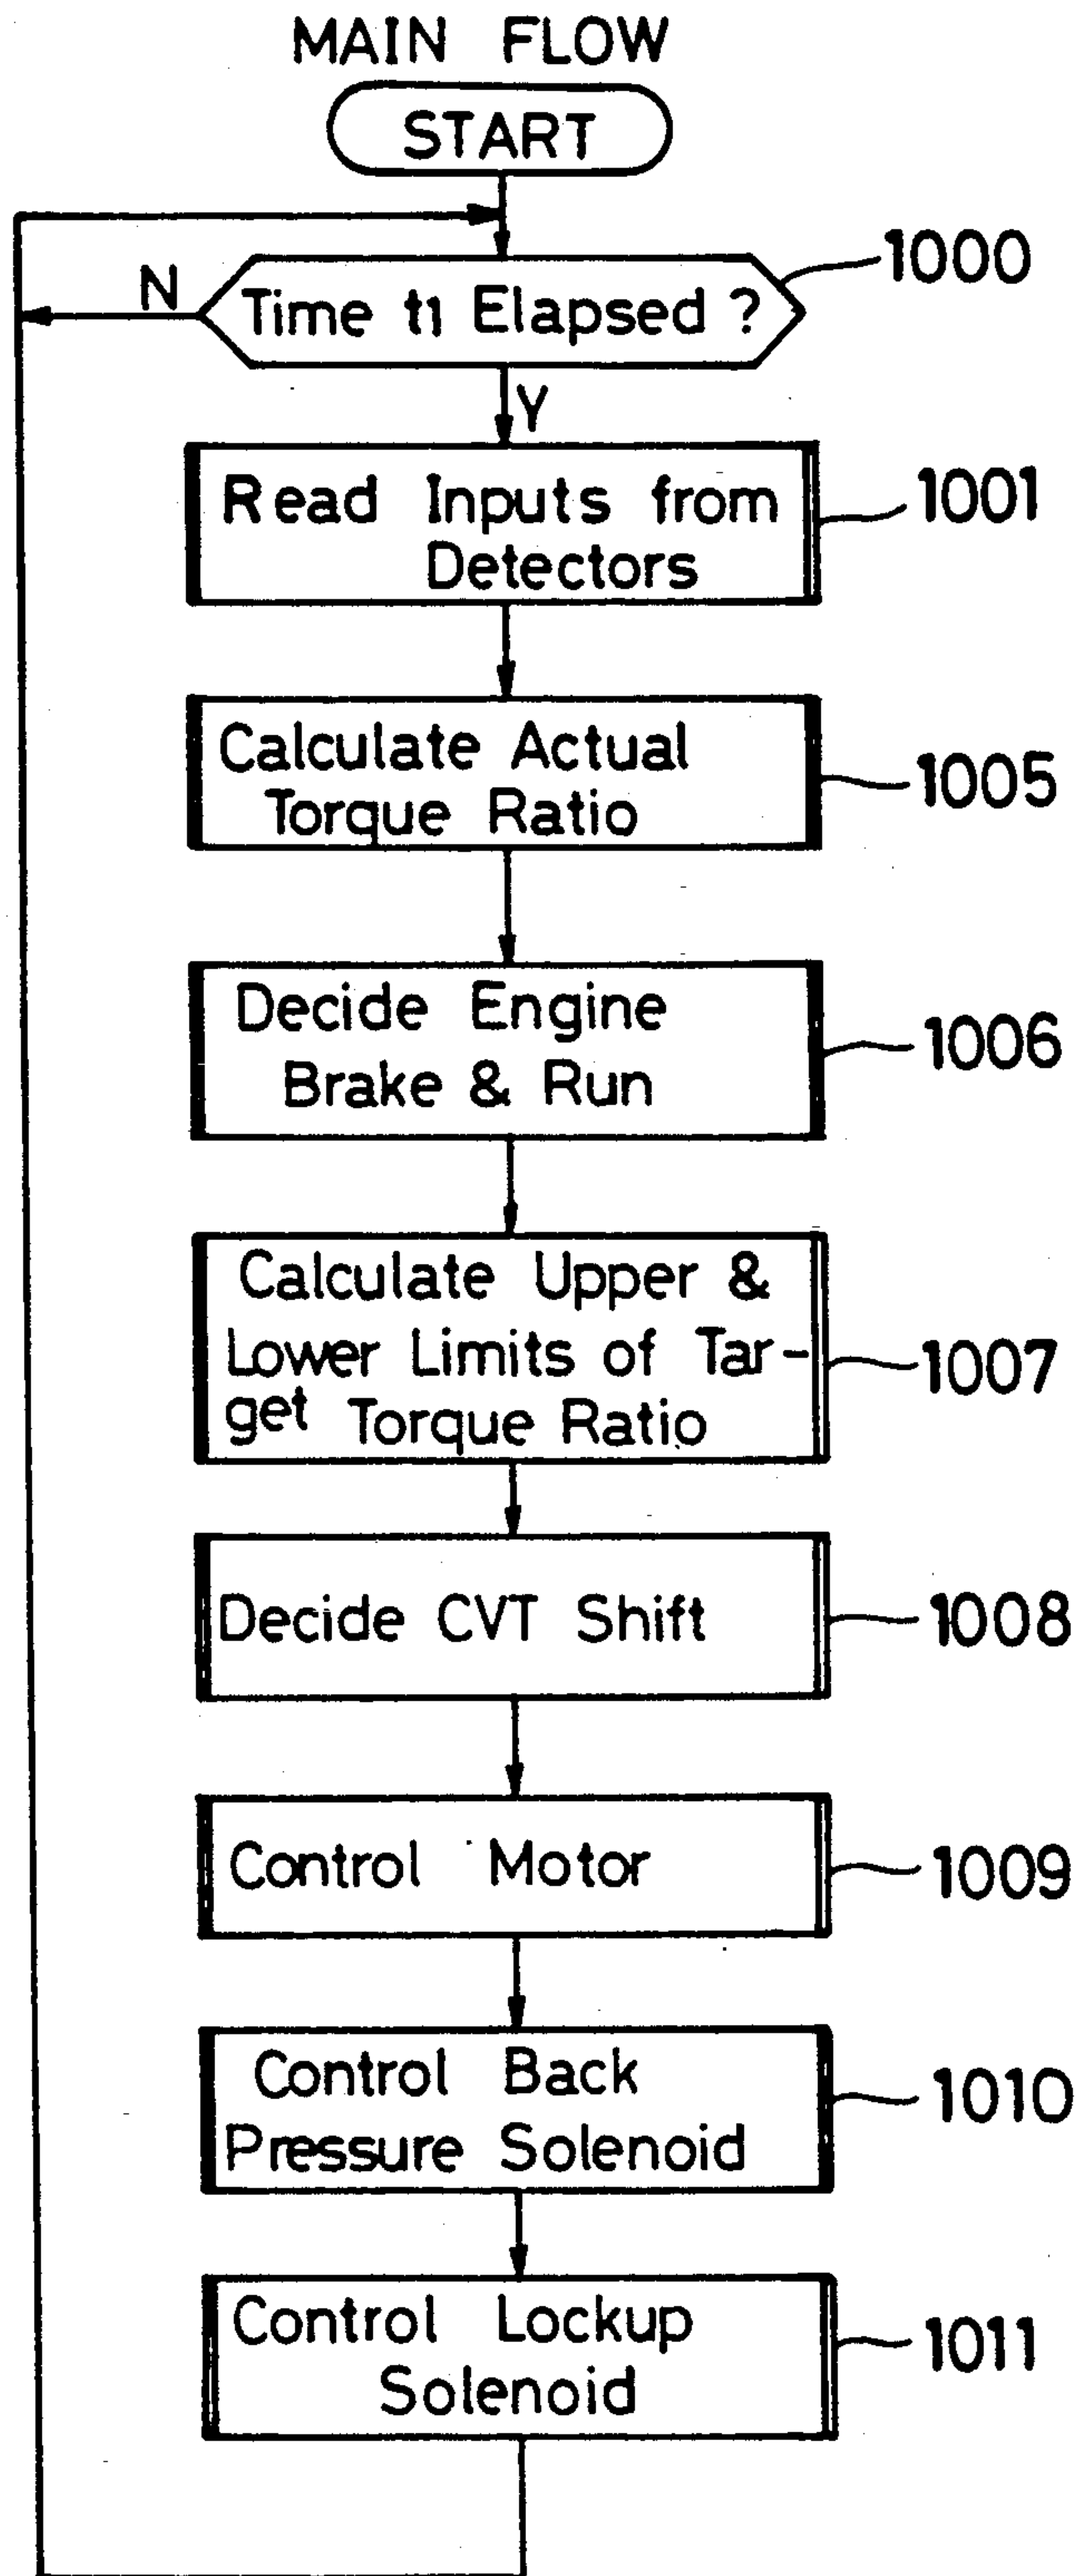 MAIN FLOW
START
1000
N
Time t1 Elapsed ?
Y
Read Inputs from
Detectors
1001
Calculate Actual
Torque Ratio
1005
Decide Engine
Brake & Run
1006
Calculate Upper &
Lower Limits of Tar-
get Torque Ratio
1007
Decide CVT Shift
1008
Control Motor
1009
Control Back
Pressure Solenoid
1010
Control Lockup
Solenoid
1011